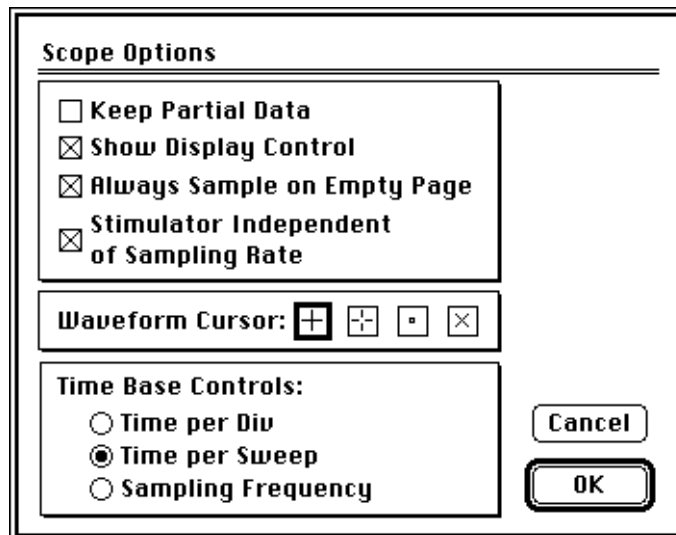 Scope Options
Keep Partial Data
Show Display Control
Always Sample on Empty Page
Stimulator Independent
of Sampling Rate
Waveform Cursor:
Time Base Controls:
Time per Div
Time per Sweep
Sampling Frequency
Cancel
OK